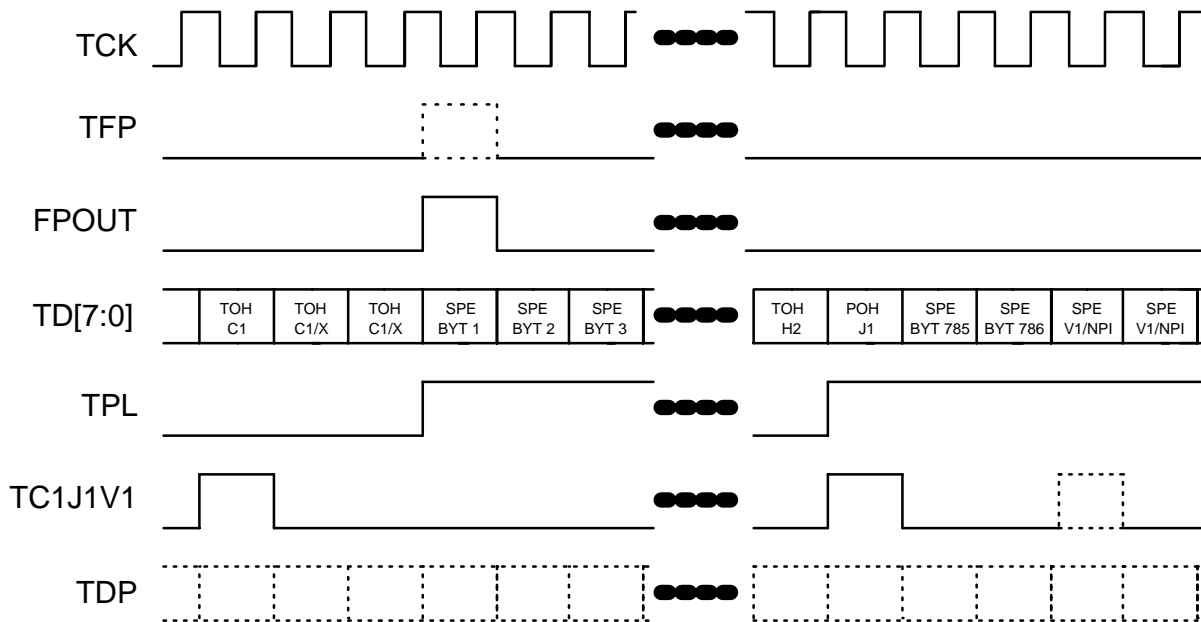 TCK
TFP
FPOUT
TD[7:0]
TOH C1
TOH C1/X
TOH C1/X
SPE BYT 1
SPE BYT 2
SPE BYT 3
TOH H2
POH J1
SPE BYT 785
SPE BYT 786
SPE V1/NPI
SPE V1/NPI
TPL
TC1J1V1
TDP